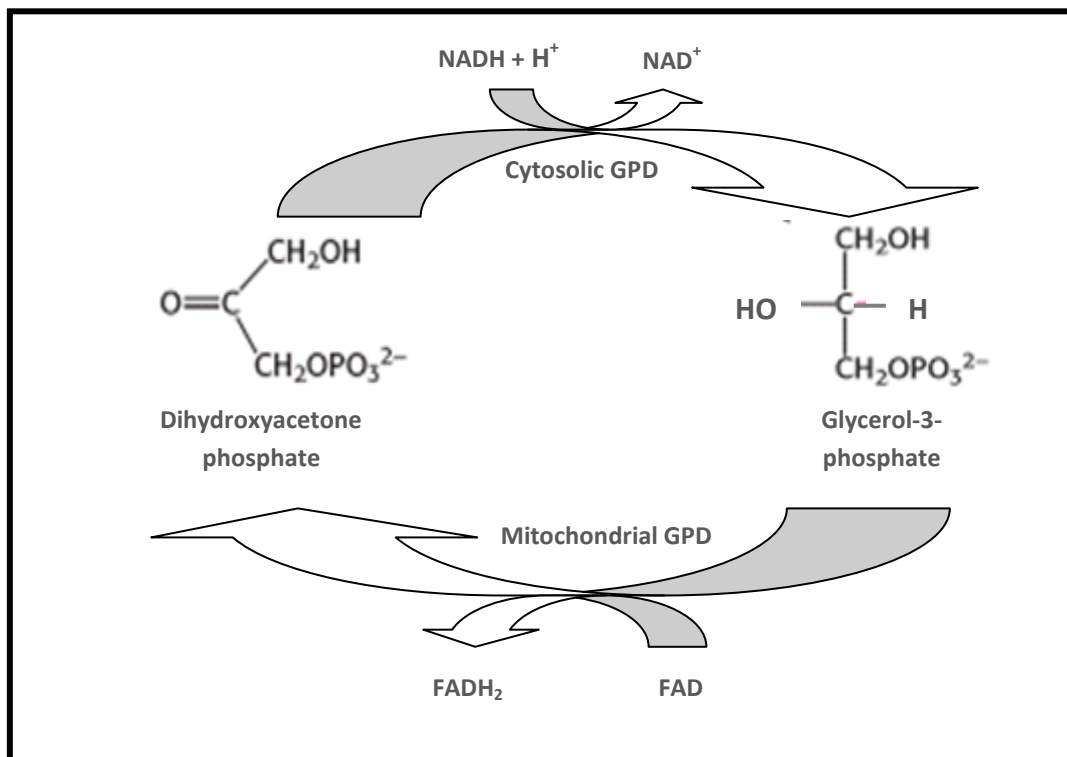 NADH + H⁺ NAD⁺
Cytosolic GPD
CH₂OH
O=C
CH₂OPO₃²⁻
CH₂OH
HO —C— H
CH₂OPO₃²⁻
Dihydroxyacetone
phosphate
Glycerol-3-
phosphate
Mitochondrial GPD
FADH₂ FAD